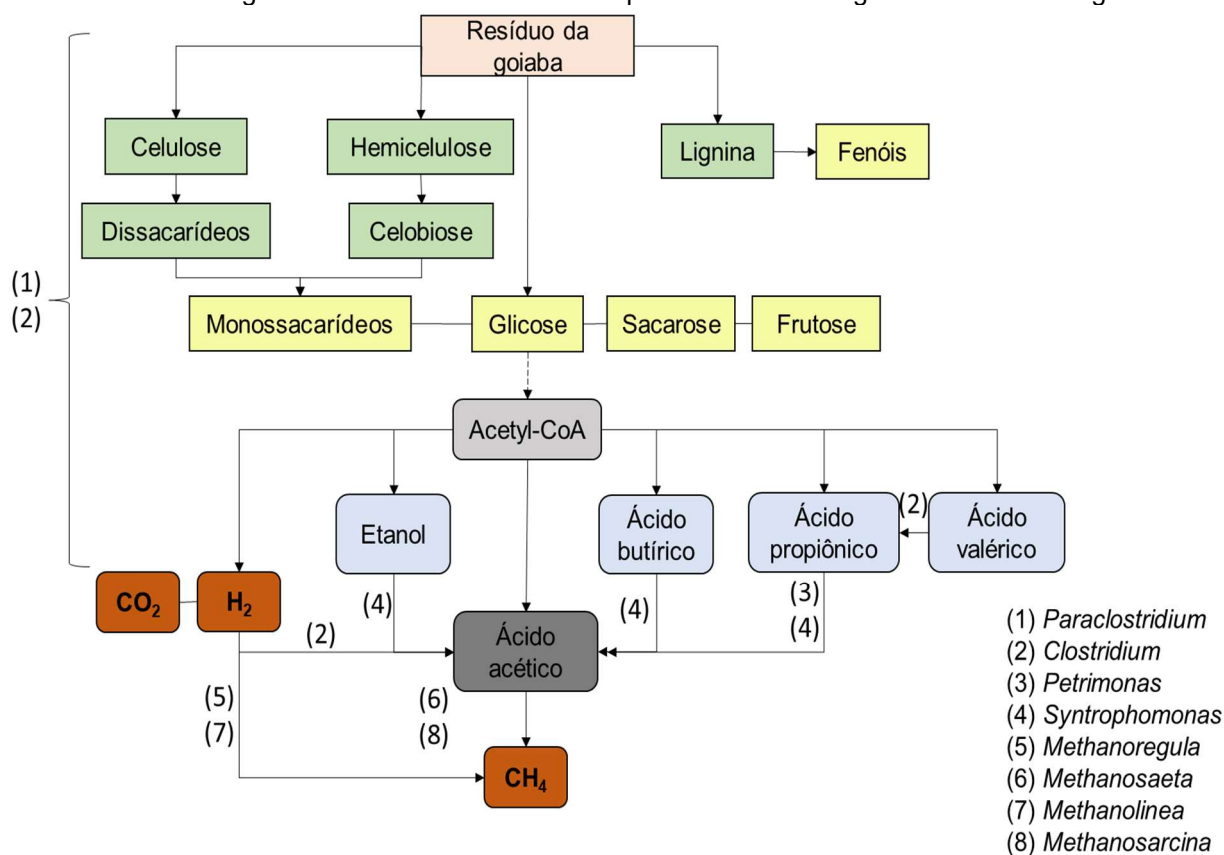 Resíduo da
goiaba
Celulose
Hemicelulose
Lignina
Fenóis
Dissacarídeos
Celobiose
(1)
(2)
Monossacarídeos
Glicose
Sacarose
Frutose
Acetyl-CoA
Etanol
Ácido
butírico
Ácido
propiônico
(2)
Ácido
valérico
CO₂
H₂
(4)
(4)
(3)
(4)
(2)
Ácido
acético
(5)
(7)
(6)
(8)
CH₄
(1) Paraclostridium
(2) Clostridium
(3) Petrimonas
(4) Syntrophomonas
(5) Methanoregula
(6) Methanosaeta
(7) Methanolinea
(8) Methanosarcina